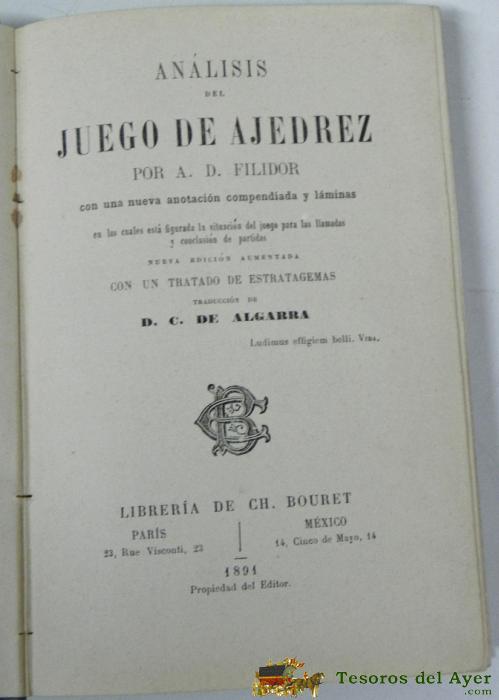 ANÁLISIS
DEL
JUEGO DE AJEDREZ
POR A. D. FILIDOR
con una nueva anotación compendiada y láminas
en las cuales está figurada la situación del juego para las llamadas
y conclusión de partidas
NUEVA EDICIÓN AUMENTADA
CON UN TRATADO DE ESTRATAGEMAS
TRADUCCIÓN DE
D. C. DE ALGARRA
Ludimus effigiem belli. VIDA.
LIBRERÍA DE CH. BOURET
PARÍS
23, Rue Visconti, 23
MÉXICO
14, Cinco de Mayo, 14
1891
Propiedad del Editor.
Tesoros del Ayer
.com